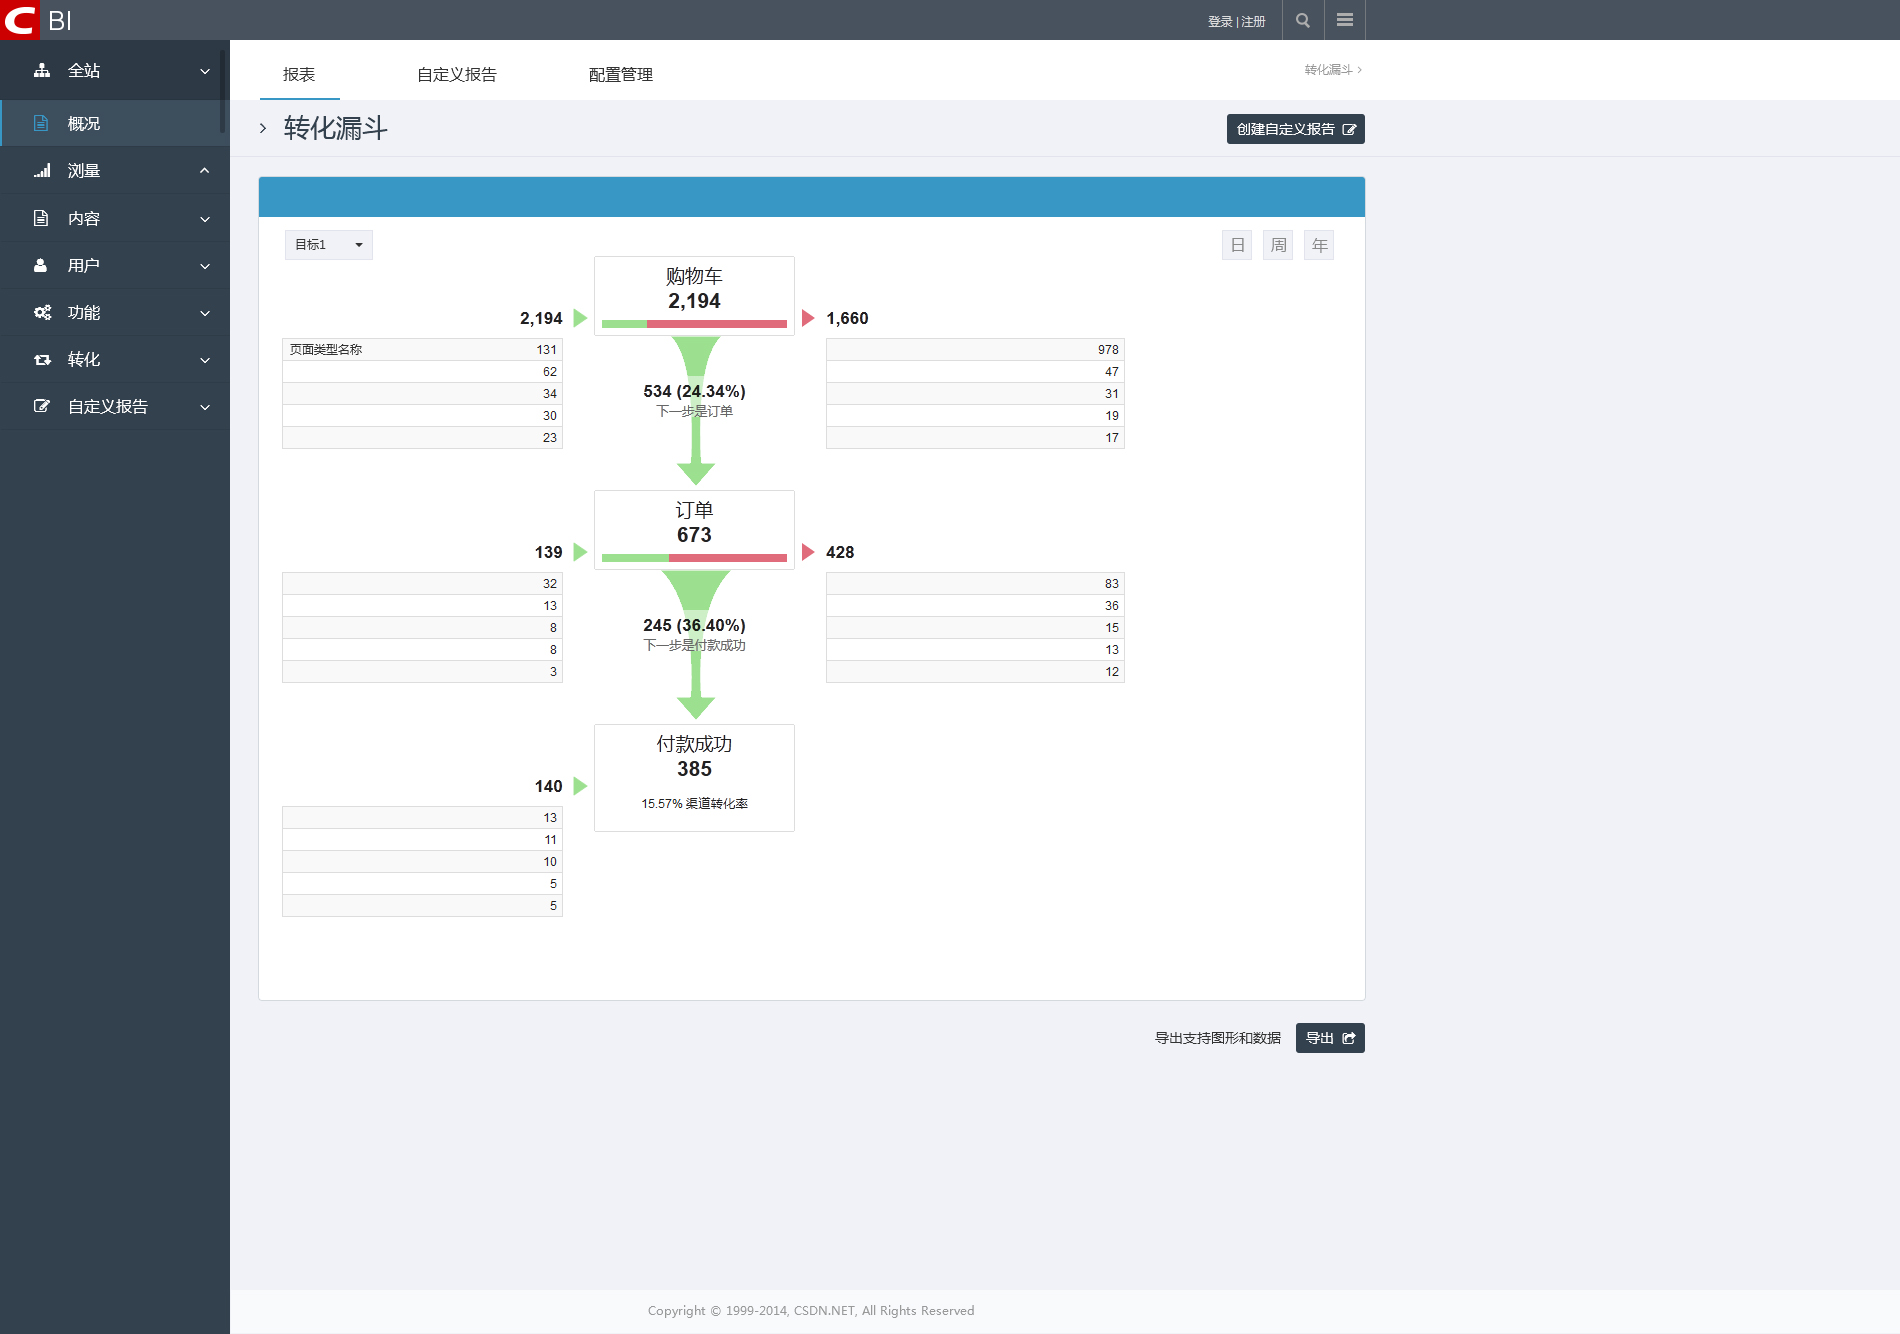 C BI
登录 | 注册
全站
概况
浏量
内容
用户
功能
转化
自定义报告
报表 自定义报告 配置管理
转化漏斗 >
> 转化漏斗
创建自定义报告
目标1
日 周 年
购物车
2,194
2,194
1,660
页面类型名称 131
62
34
30
23
534 (24.34%)
下一步是订单
978
47
31
19
17
订单
673
139
428
32
13
8
8
3
245 (36.40%)
下一步是付款成功
83
36
15
13
12
付款成功
385
15.57% 渠道转化率
140
13
11
10
5
5
导出支持图形和数据 导出
Copyright © 1999-2014, CSDN.NET, All Rights Reserved